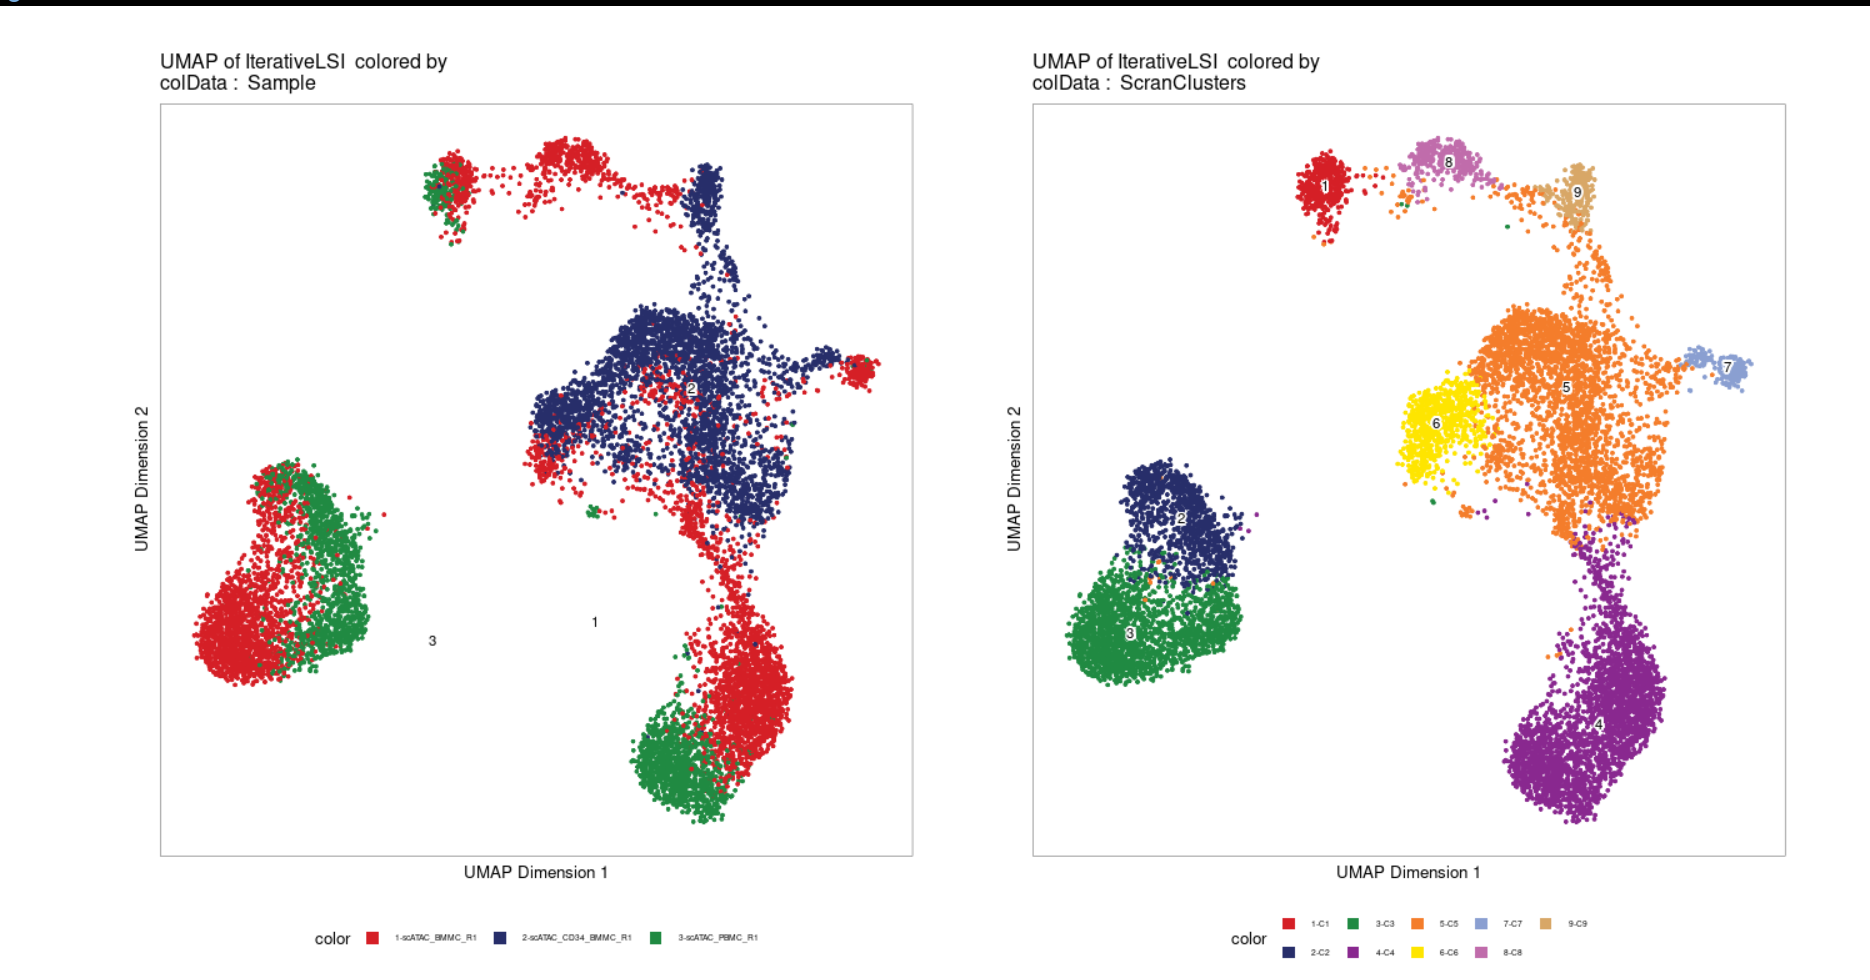 UMAP of IterativeLSI colored by
colData : Sample
UMAP Dimension 2
2
1
3
UMAP Dimension 1
color 1-scATAC_BMMC_R1 2-scATAC_CD34_BMMC_R1 3-scATAC_PBMC_R1
UMAP of IterativeLSI colored by
colData : ScranClusters
UMAP Dimension 2
8
1
9
7
5
6
2
3
4
UMAP Dimension 1
color
1-C1 3-C3 5-C5 7-C7 9-C9
2-C2 4-C4 6-C6 8-C8